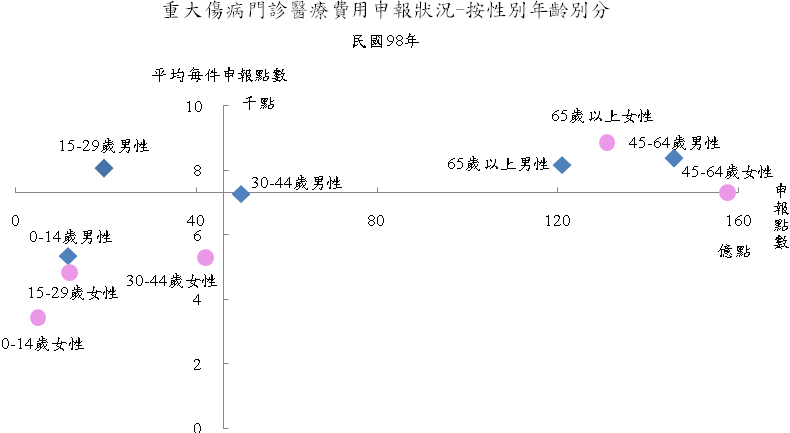 重大傷病門診醫療費用申報狀況-按性別年齡別分
民國98年
平均每件申報點數
千點
10
65歲以上女性
15-29歲男性
45-64歲男性
65歲以上男性
8
45-64歲女性
30-44歲男性
申報點數
0
40
80
120
160
0-14歲男性
6
億點
30-44歲女性
15-29歲女性
4
0-14歲女性
2
0